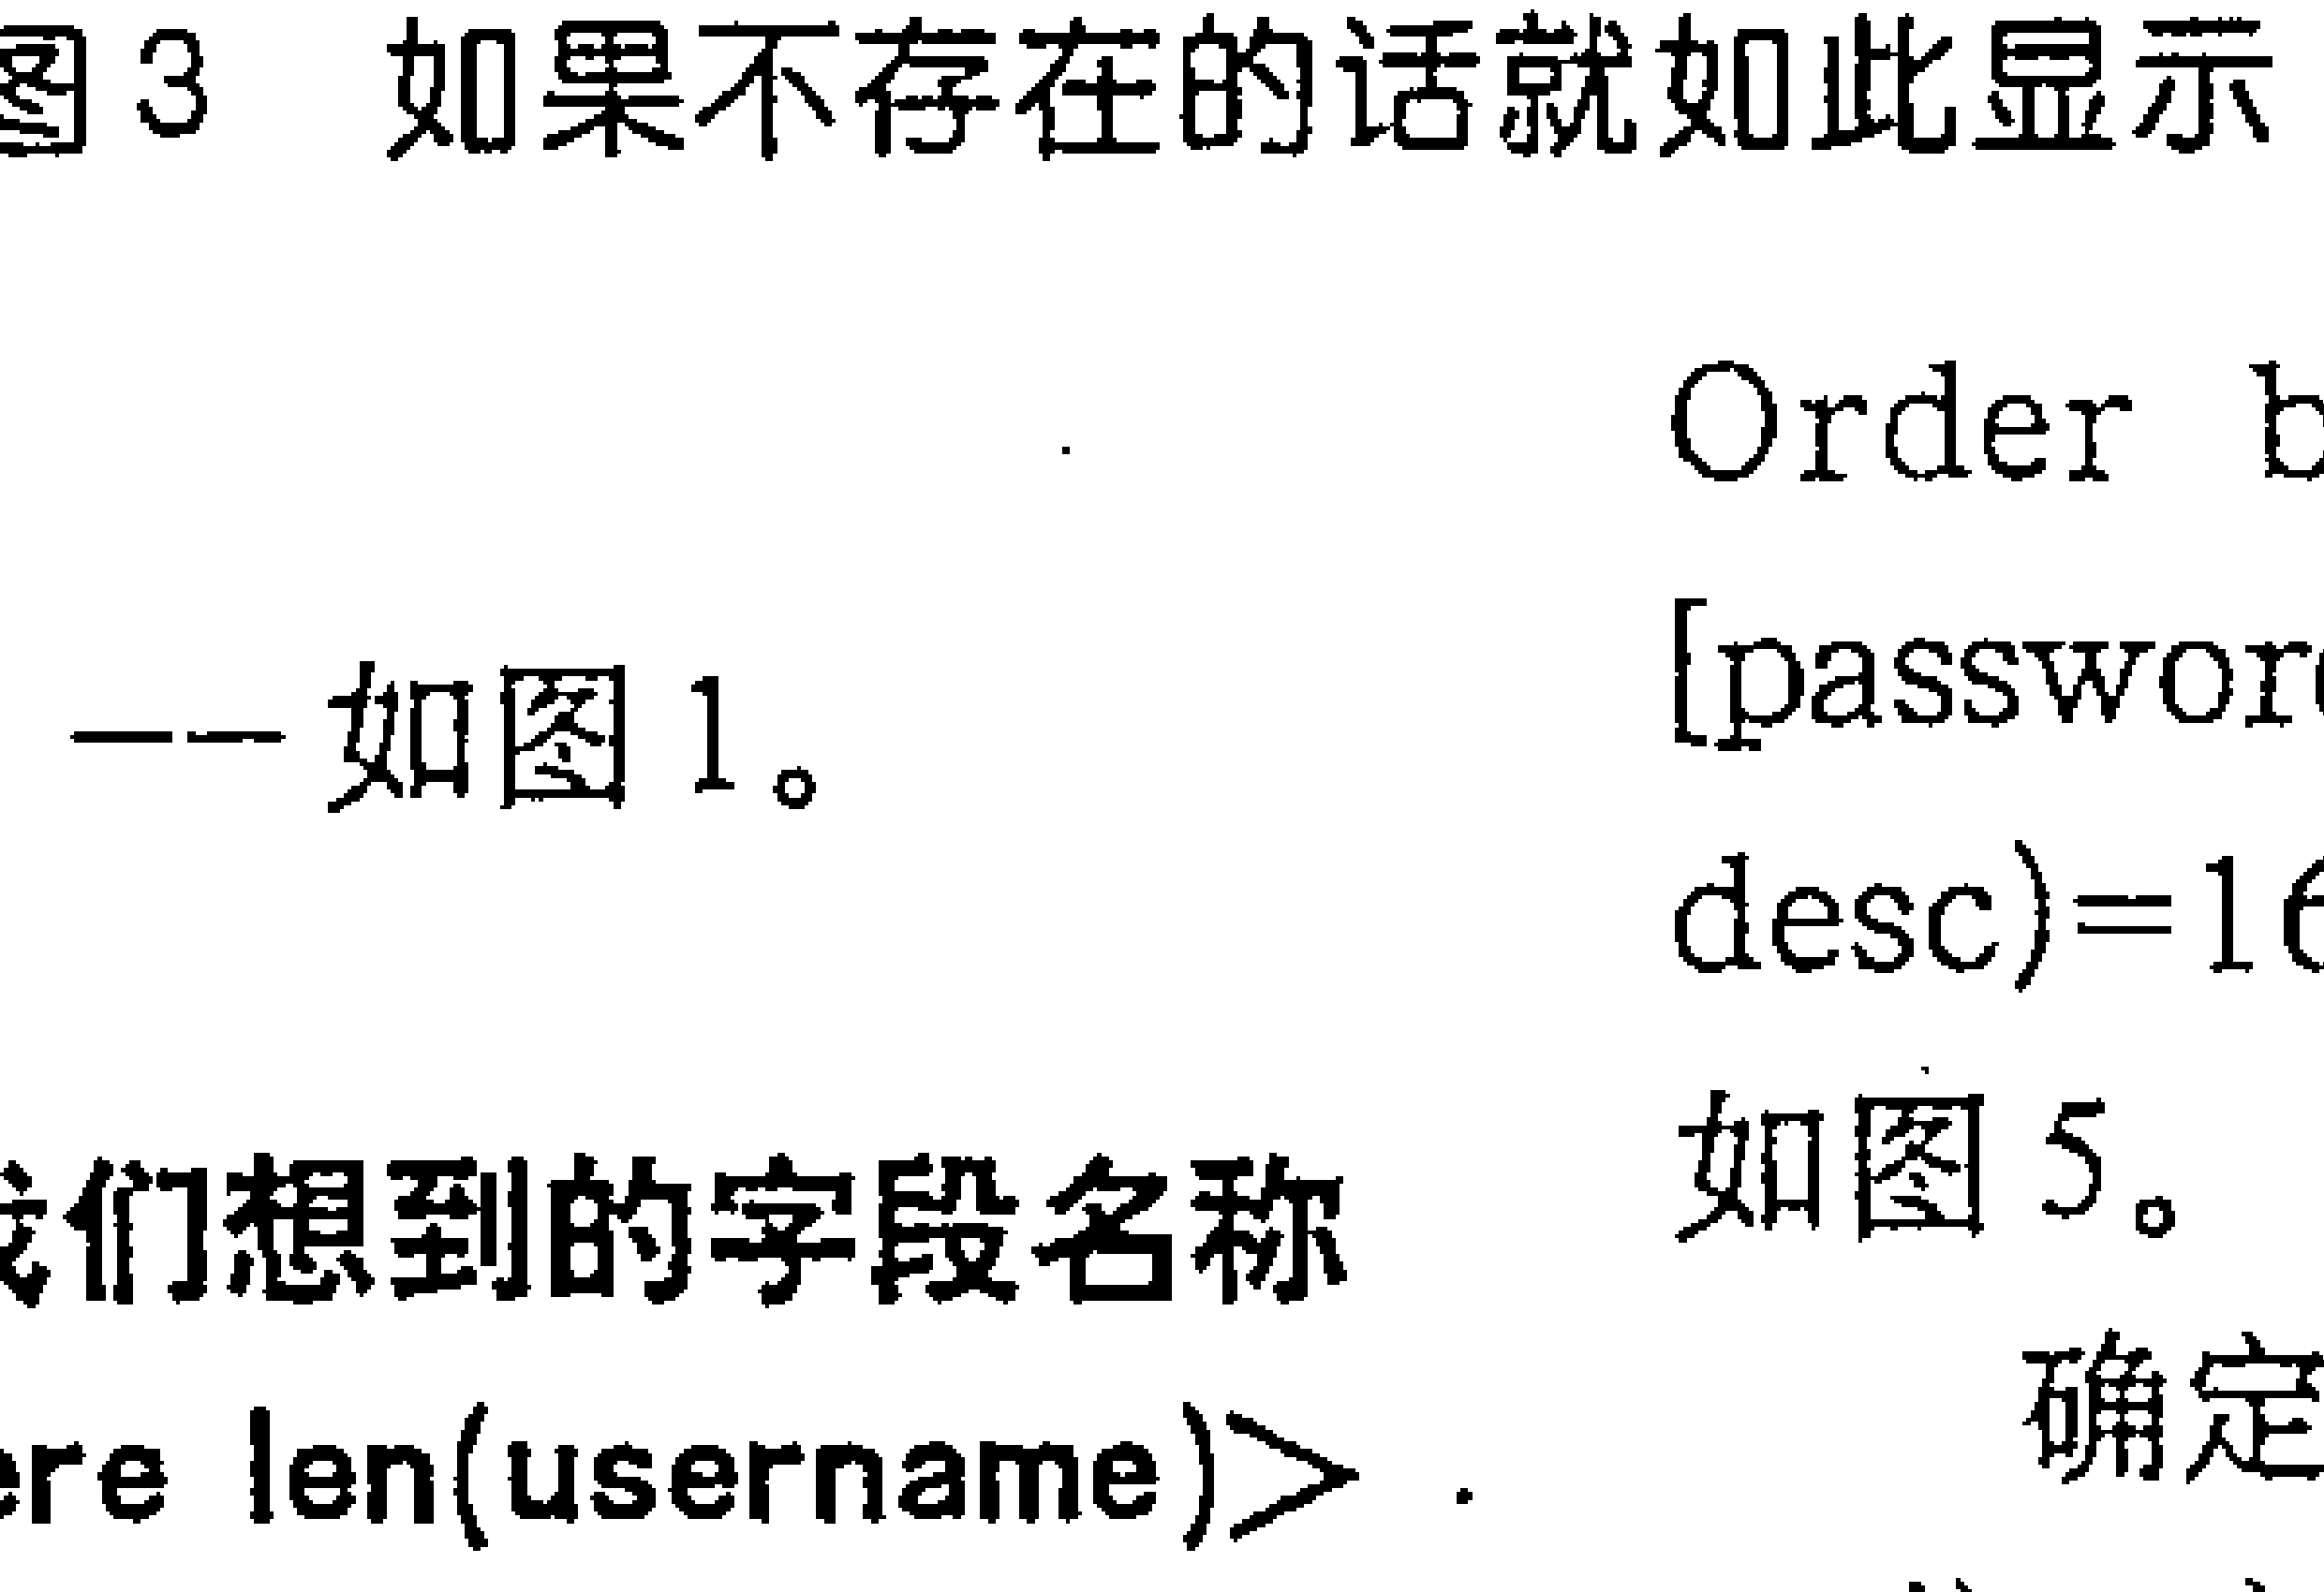 图3 如果不存在的话就如此显示
——如图1。
我们想到的字段名称
ere len(username)>
Order b
[password
desc)=16
如图5。
确定